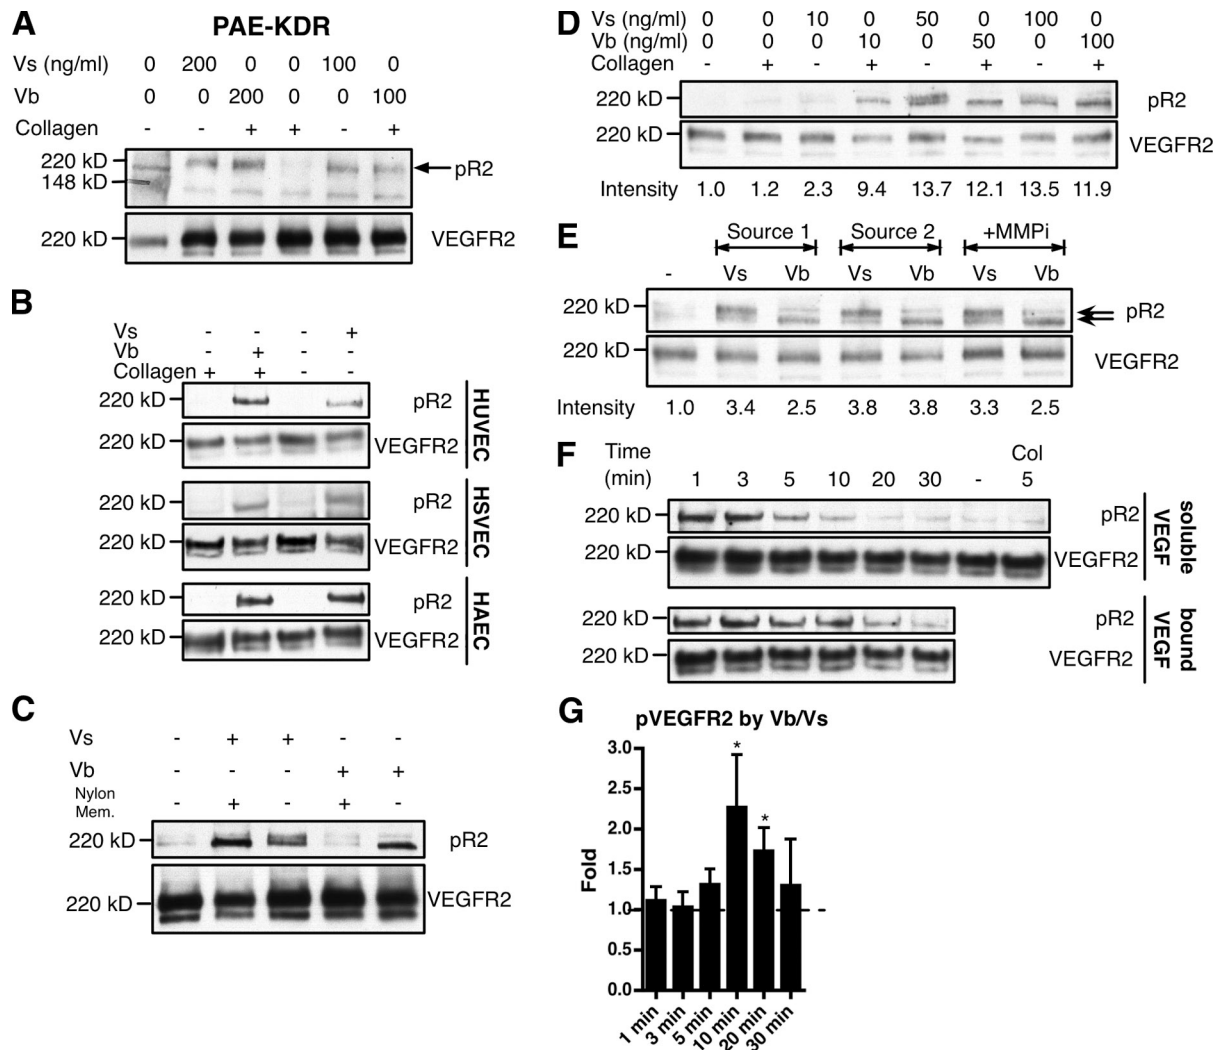 A
PAE-KDR
Vs (ng/ml) 0 200 0 0 100 0
Vb 0 0 200 0 0 100
Collagen - - + + - +
220 kD
148 kD
pR2
220 kD
VEGFR2
B
Vs - - - +
Vb - + - -
Collagen + + - -
220 kD pR2
220 kD VEGFR2
HUVEC
220 kD pR2
220 kD VEGFR2
HSVEC
220 kD pR2
220 kD VEGFR2
HAEC
C
Vs - + + - -
Vb - - - + +
Nylon
Mem. - + - + -
220 kD pR2
220 kD VEGFR2
D
Vs (ng/ml) 0 0 10 0 50 0 100 0
Vb (ng/ml) 0 0 0 10 0 50 0 100
Collagen - + - + - + - +
220 kD pR2
220 kD VEGFR2
Intensity 1.0 1.2 2.3 9.4 13.7 12.1 13.5 11.9
E
Source 1 Source 2 +MMPi
- Vs Vb Vs Vb Vs Vb
220 kD pR2
220 kD VEGFR2
Intensity 1.0 3.4 2.5 3.8 3.8 3.3 2.5
F
Time Col
(min) 1 3 5 10 20 30 - 5
220 kD pR2
220 kD VEGFR2
soluble
VEGF
220 kD pR2
220 kD VEGFR2
bound
VEGF
G
pVEGFR2 by Vb/Vs
Fold
3.0
2.5
2.0
1.5
1.0
0.5
0.0
* *
1 min 3 min 5 min 10 min 20 min 30 min